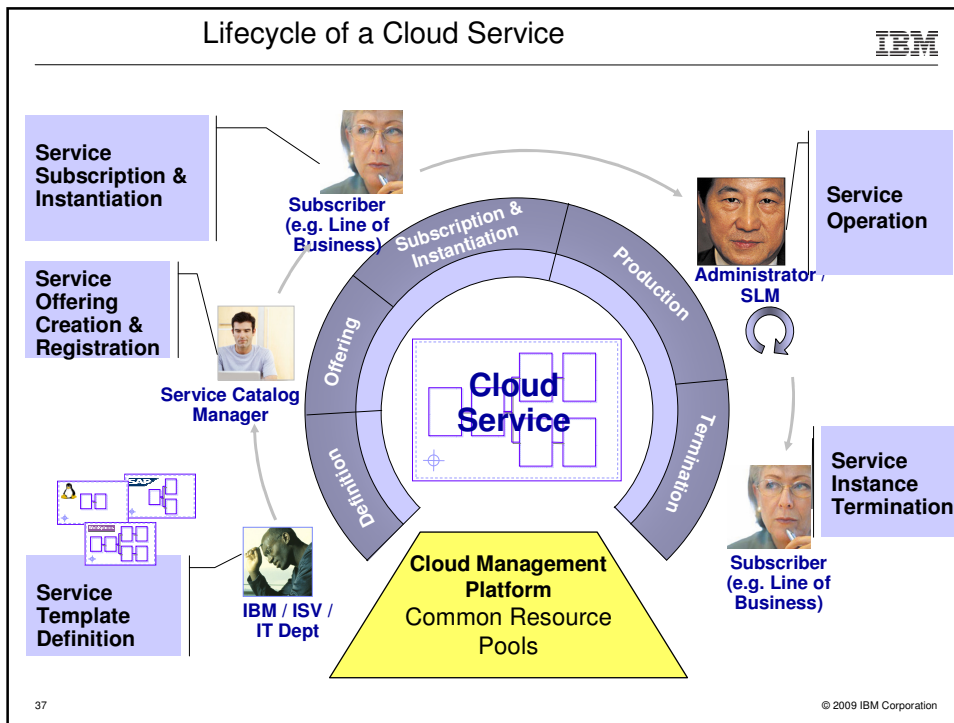 Lifecycle of a Cloud Service
IBM
Service
Subscription &
Instantiation
Subscriber
(e.g. Line of
Business)
Subscription &
Instantiation
Production
Administrator /
SLM
Service
Operation
Service
Offering
Creation &
Registration
Service Catalog
Manager
Offering
Cloud
Service
Termination
Definition
SAP
Service
Template
Definition
IBM / ISV /
IT Dept
Cloud Management
Platform
Common Resource
Pools
Subscriber
(e.g. Line of
Business)
Service
Instance
Termination
37
© 2009 IBM Corporation